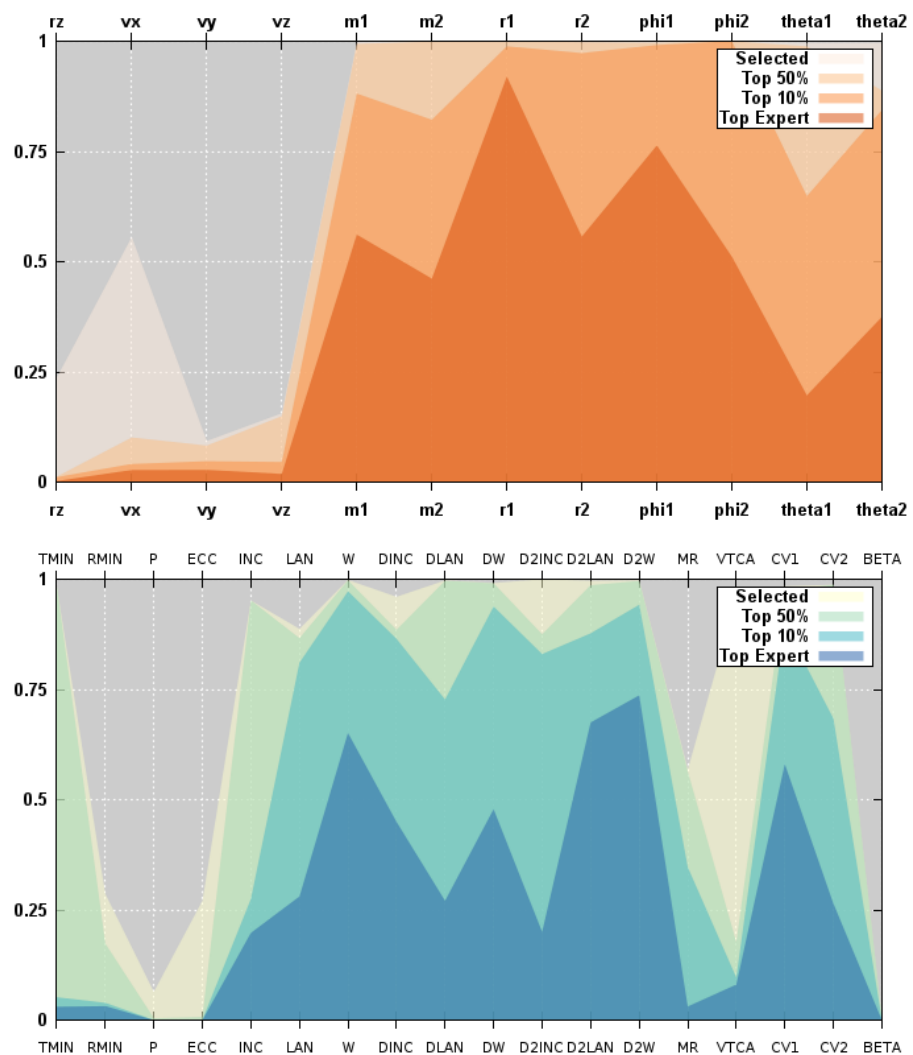 rz vx vy vz m1 m2 r1 r2 phi1 phi2 theta1 theta2
1
Selected
Top 50%
Top 10%
Top Expert
0.75
0.5
0.25
0
rz vx vy vz m1 m2 r1 r2 phi1 phi2 theta1 theta2
TMIN RMIN P ECC INC LAN W DINC DLAN DW D2INC D2LAN D2W MR VTCA CV1 CV2 BETA
1
Selected
Top 50%
Top 10%
Top Expert
0.75
0.5
0.25
0
TMIN RMIN P ECC INC LAN W DINC DLAN DW D2INC D2LAN D2W MR VTCA CV1 CV2 BETA